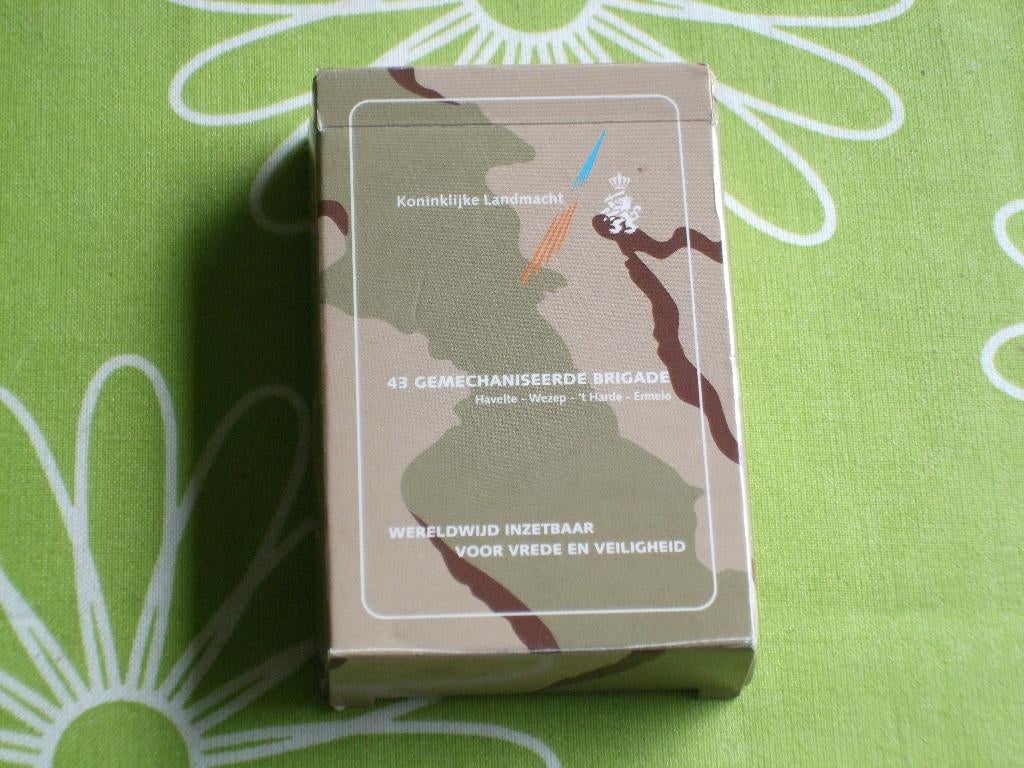 Koninklijke Landmacht
43 GEMECHANISEERDE BRIGADE
Havelte - Wezep - 't Harde - Ermelo
WERELDWIJD INZETBAAR
VOOR VREDE EN VEILIGHEID